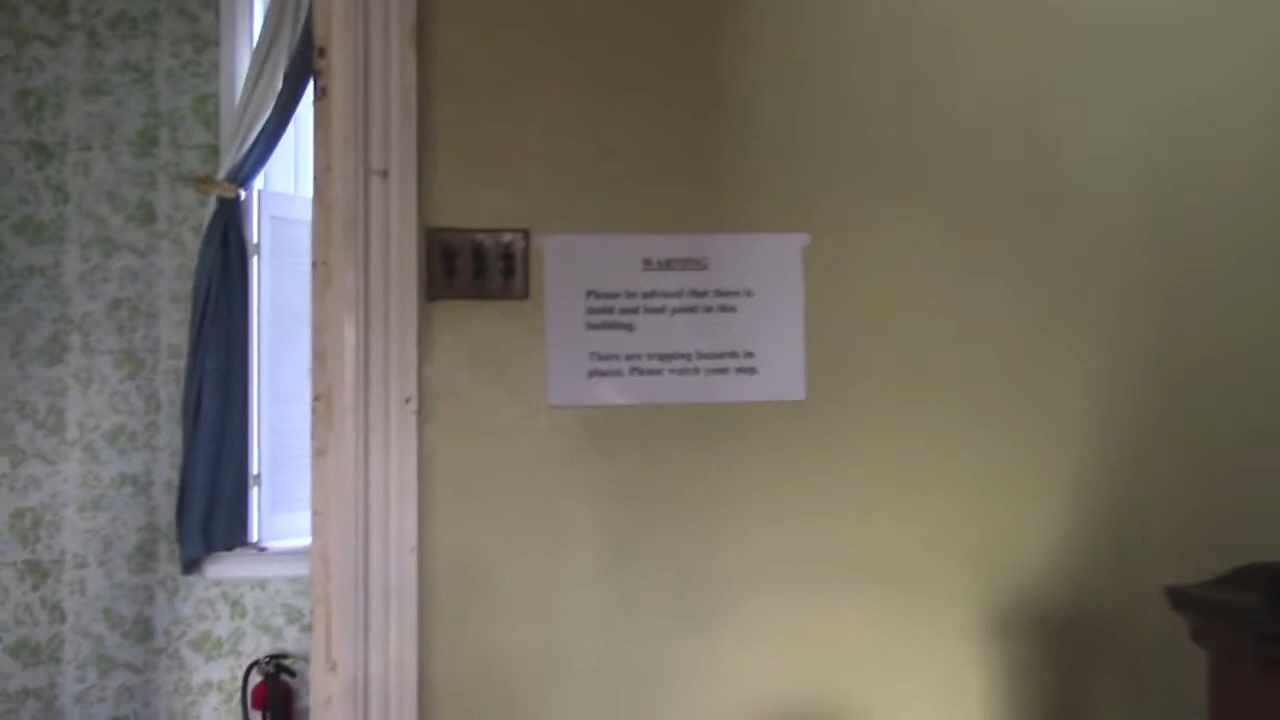 WARNING
Please be advised that there is
mold and lead paint in this
building.
There are tripping hazards in
places. Please watch your step.